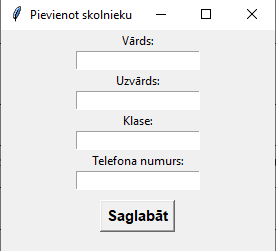 Pievienot skolnieku
Vārds:
Uzvārds:
Klase:
Telefona numurs:
Saglabāt